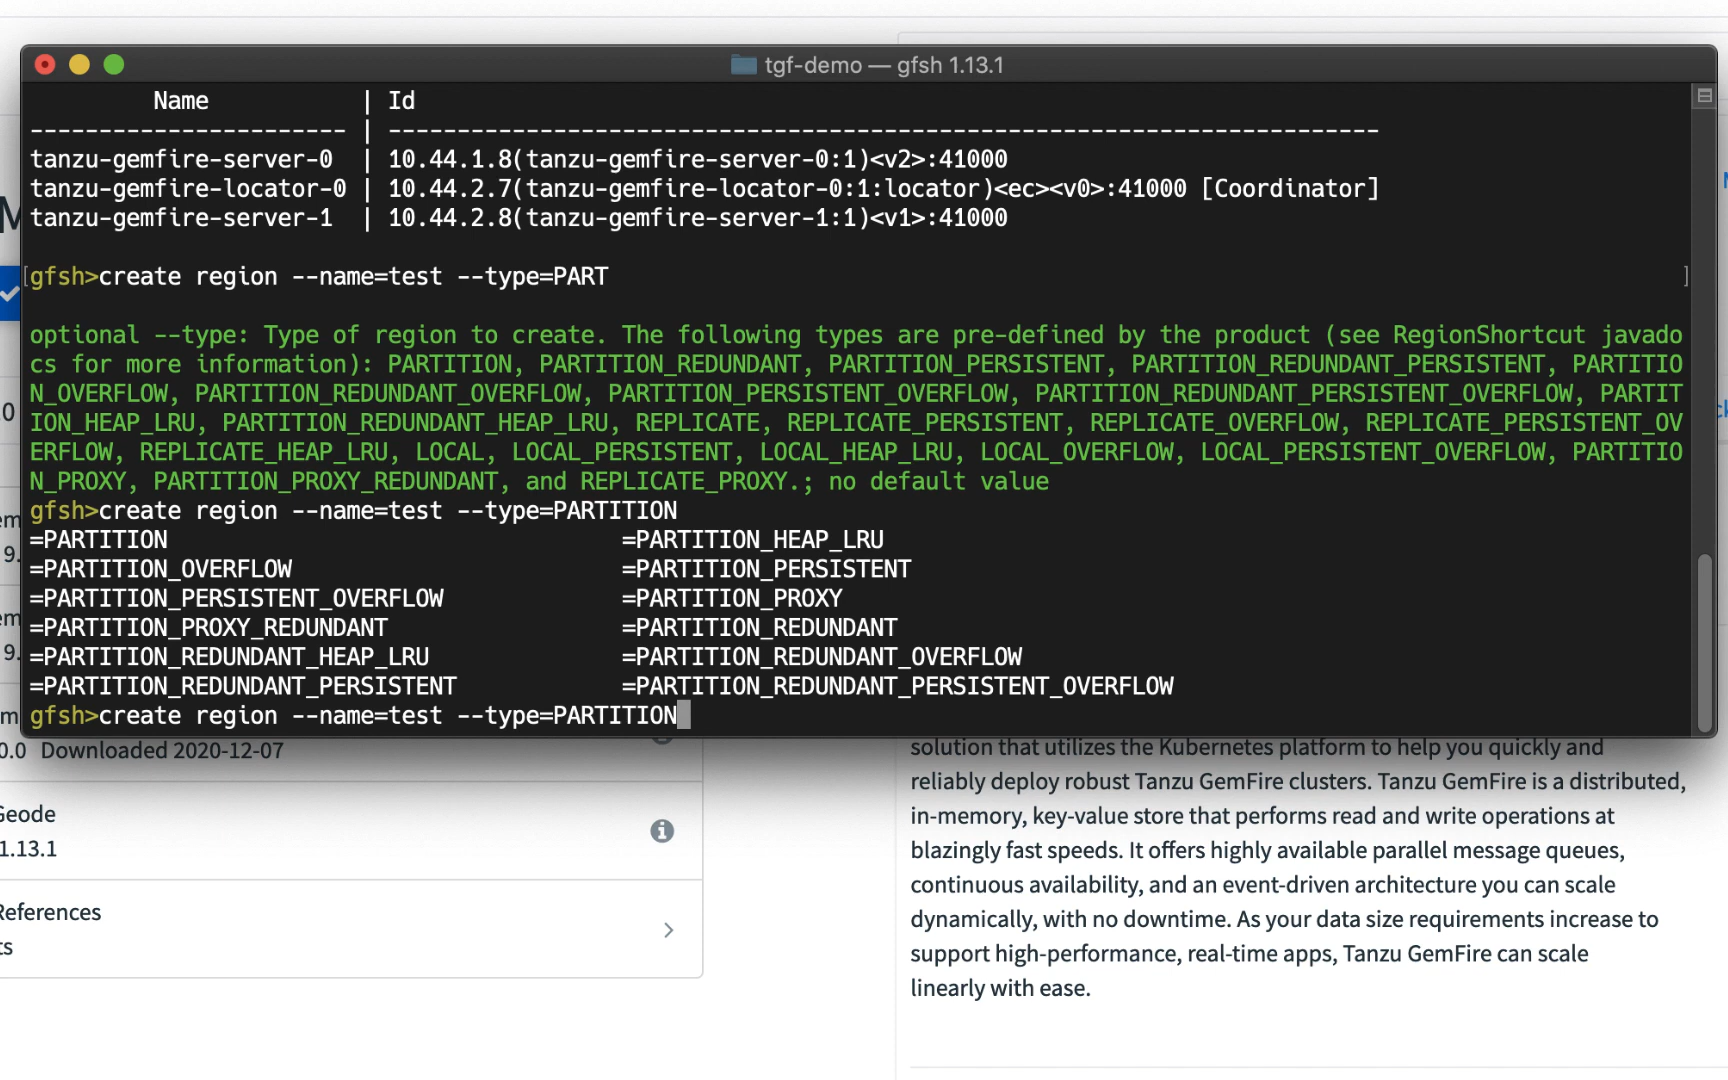 tgf-demo — gfsh 1.13.1
Name | Id
----------------------- | ------------------------------------------------------------------------
tanzu-gemfire-server-0 | 10.44.1.8(tanzu-gemfire-server-0:1)<v2>:41000
tanzu-gemfire-locator-0 | 10.44.2.7(tanzu-gemfire-locator-0:1:locator)<ec><v0>:41000 [Coordinator]
tanzu-gemfire-server-1 | 10.44.2.8(tanzu-gemfire-server-1:1)<v1>:41000
[gfsh>create region --name=test --type=PART ]
optional --type: Type of region to create. The following types are pre-defined by the product (see RegionShortcut javado
cs for more information): PARTITION, PARTITION_REDUNDANT, PARTITION_PERSISTENT, PARTITION_REDUNDANT_PERSISTENT, PARTITIO
N_OVERFLOW, PARTITION_REDUNDANT_OVERFLOW, PARTITION_PERSISTENT_OVERFLOW, PARTITION_REDUNDANT_PERSISTENT_OVERFLOW, PARTIT
ION_HEAP_LRU, PARTITION_REDUNDANT_HEAP_LRU, REPLICATE, REPLICATE_PERSISTENT, REPLICATE_OVERFLOW, REPLICATE_PERSISTENT_OV
ERFLOW, REPLICATE_HEAP_LRU, LOCAL, LOCAL_PERSISTENT, LOCAL_HEAP_LRU, LOCAL_OVERFLOW, LOCAL_PERSISTENT_OVERFLOW, PARTITIO
N_PROXY, PARTITION_PROXY_REDUNDANT, and REPLICATE_PROXY.; no default value
gfsh>create region --name=test --type=PARTITION
=PARTITION =PARTITION_HEAP_LRU
=PARTITION_OVERFLOW =PARTITION_PERSISTENT
=PARTITION_PERSISTENT_OVERFLOW =PARTITION_PROXY
=PARTITION_PROXY_REDUNDANT =PARTITION_REDUNDANT
=PARTITION_REDUNDANT_HEAP_LRU =PARTITION_REDUNDANT_OVERFLOW
=PARTITION_REDUNDANT_PERSISTENT =PARTITION_REDUNDANT_PERSISTENT_OVERFLOW
gfsh>create region --name=test --type=PARTITION
0.0 Downloaded 2020-12-07
Geode
1.13.1
References
ts
solution that utilizes the Kubernetes platform to help you quickly and
reliably deploy robust Tanzu GemFire clusters. Tanzu GemFire is a distributed,
in-memory, key-value store that performs read and write operations at
blazingly fast speeds. It offers highly available parallel message queues,
continuous availability, and an event-driven architecture you can scale
dynamically, with no downtime. As your data size requirements increase to
support high-performance, real-time apps, Tanzu GemFire can scale
linearly with ease.